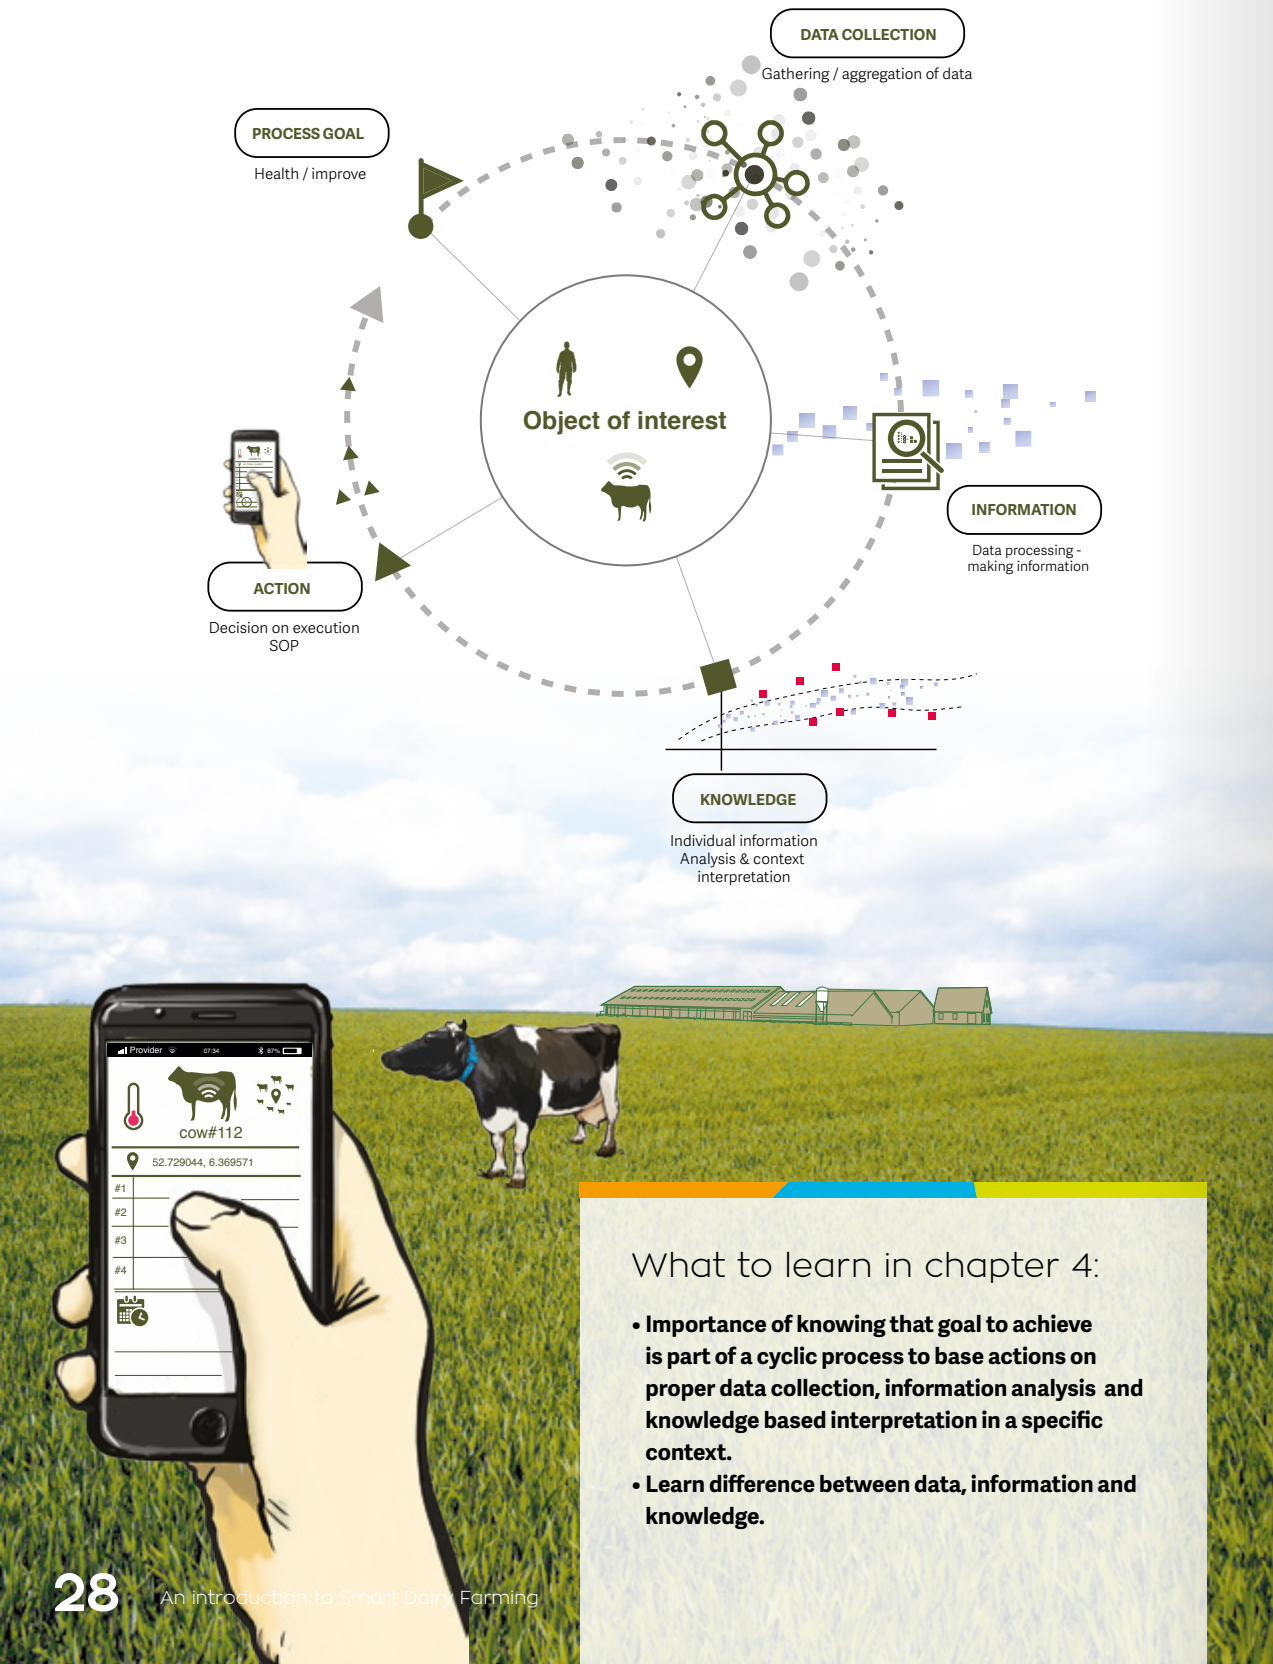 DATA COLLECTION
Gathering / aggregation of data
PROCESS GOAL
Health / improve
Object of interest
INFORMATION
Data processing -
making information
ACTION
Decision on execution
SOP
KNOWLEDGE
Individual information
Analysis & context
interpretation
Provider 07:34 87%
COW#112
52.729044, 6.369571
#1
#2
#3
#4
What to learn in chapter 4:
• Importance of knowing that goal to achieve
is part of a cyclic process to base actions on
proper data collection, information analysis and
knowledge based interpretation in a specific
context.
• Learn difference between data, information and
knowledge.
28 An introduction to Smart Dairy Farming